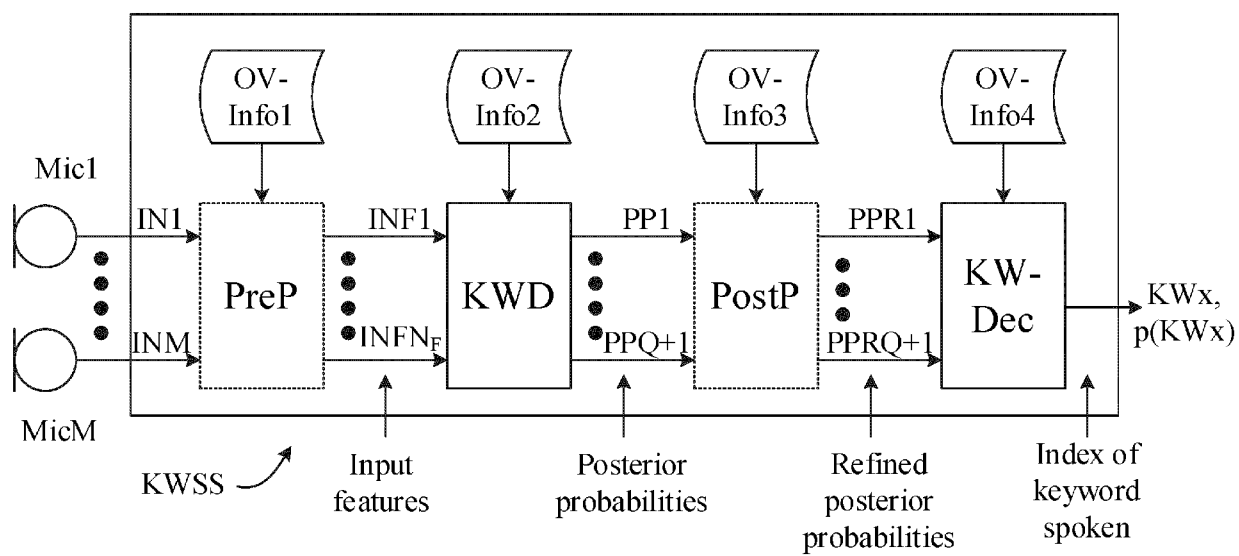 OV-
Info1
OV-
Info2
OV-
Info3
OV-
Info4
Mic1
IN1
INF1
PP1
PPR1
PreP
KWD
PostP
KW-
Dec
KWx,
p(KWx)
INM
INFN_F
PPQ+1
PPRQ+1
MicM
KWSS
Input
features
Posterior
probabilities
Refined
posterior
probabilities
Index of
keyword
spoken